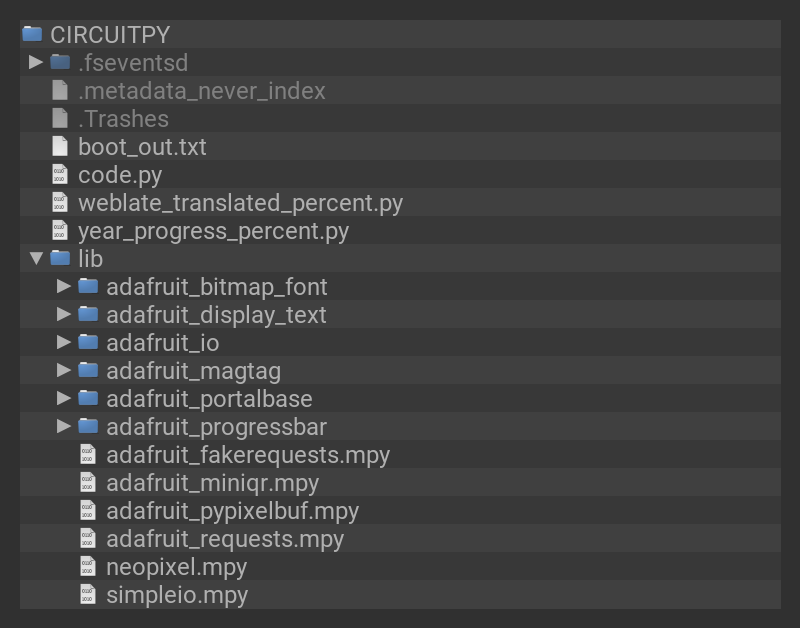 CIRCUITPY
.fseventsd
.metadata_never_index
.Trashes
boot_out.txt
code.py
weblate_translated_percent.py
year_progress_percent.py
lib
adafruit_bitmap_font
adafruit_display_text
adafruit_io
adafruit_magtag
adafruit_portalbase
adafruit_progressbar
adafruit_fakerequests.mpy
adafruit_miniqr.mpy
adafruit_pypixelbuf.mpy
adafruit_requests.mpy
neopixel.mpy
simpleio.mpy